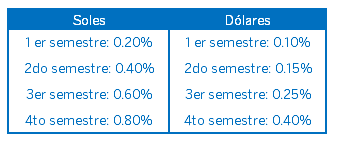 Soles Dólares
1 er semestre: 0.20% 1 er semestre: 0.10%
2do semestre: 0.40% 2do semestre: 0.15%
3er semestre: 0.60% 3er semestre: 0.25%
4to semestre: 0.80% 4to semestre: 0.40%